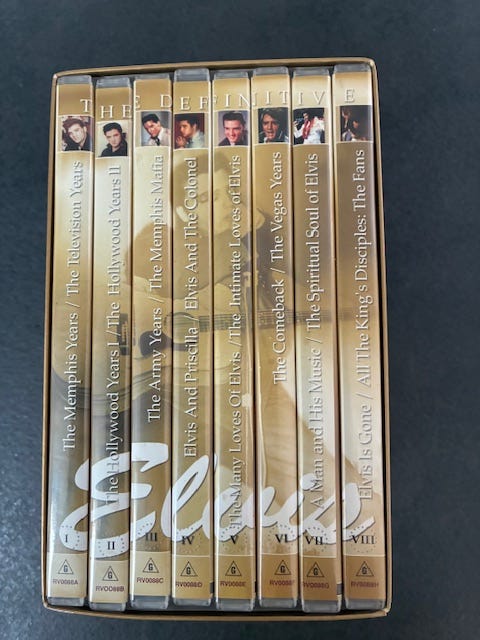 THE DEFINITIVE
The Memphis Years / The Television Years
The Hollywood Years I /The Hollywood Years II
The Army Years / The Memphis Mafia
Elvis And Priscilla / Elvis And The Colonel
The Many Loves Of Elvis /The Intimate Loves of Elvis
The Comeback / The Vegas Years
A Man and His Music / The Spiritual Soul of Elvis
Elvis Is Gone / All The King's Disciples: The Fans
Elvis
I II III IV V VI VII VIII
G G G G G G G G
RV0088A RVOO88B RV0088C RV0088D RV0088E RV0088F RV0088G RV0088H